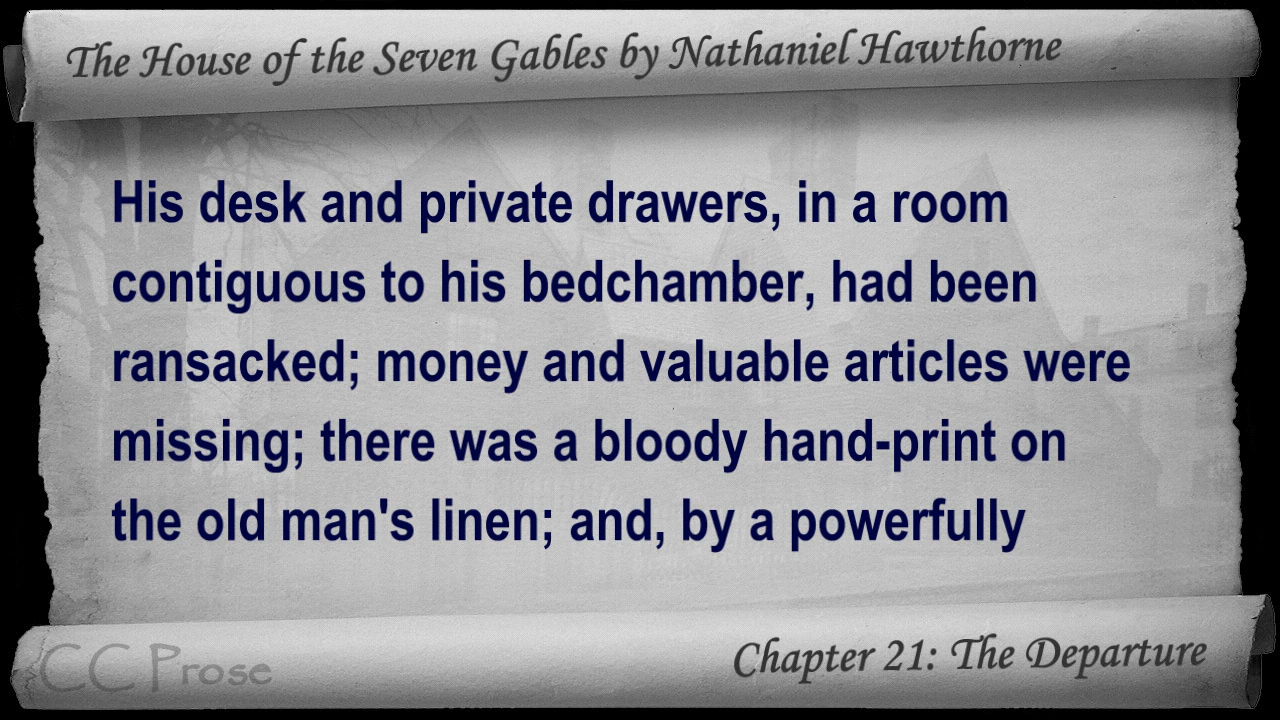 The House of the Seven Gables by Nathaniel Hawthorne
His desk and private drawers, in a room
contiguous to his bedchamber, had been
ransacked; money and valuable articles were
missing; there was a bloody hand-print on
the old man's linen; and, by a powerfully
CC Prose
Chapter 21: The Departure